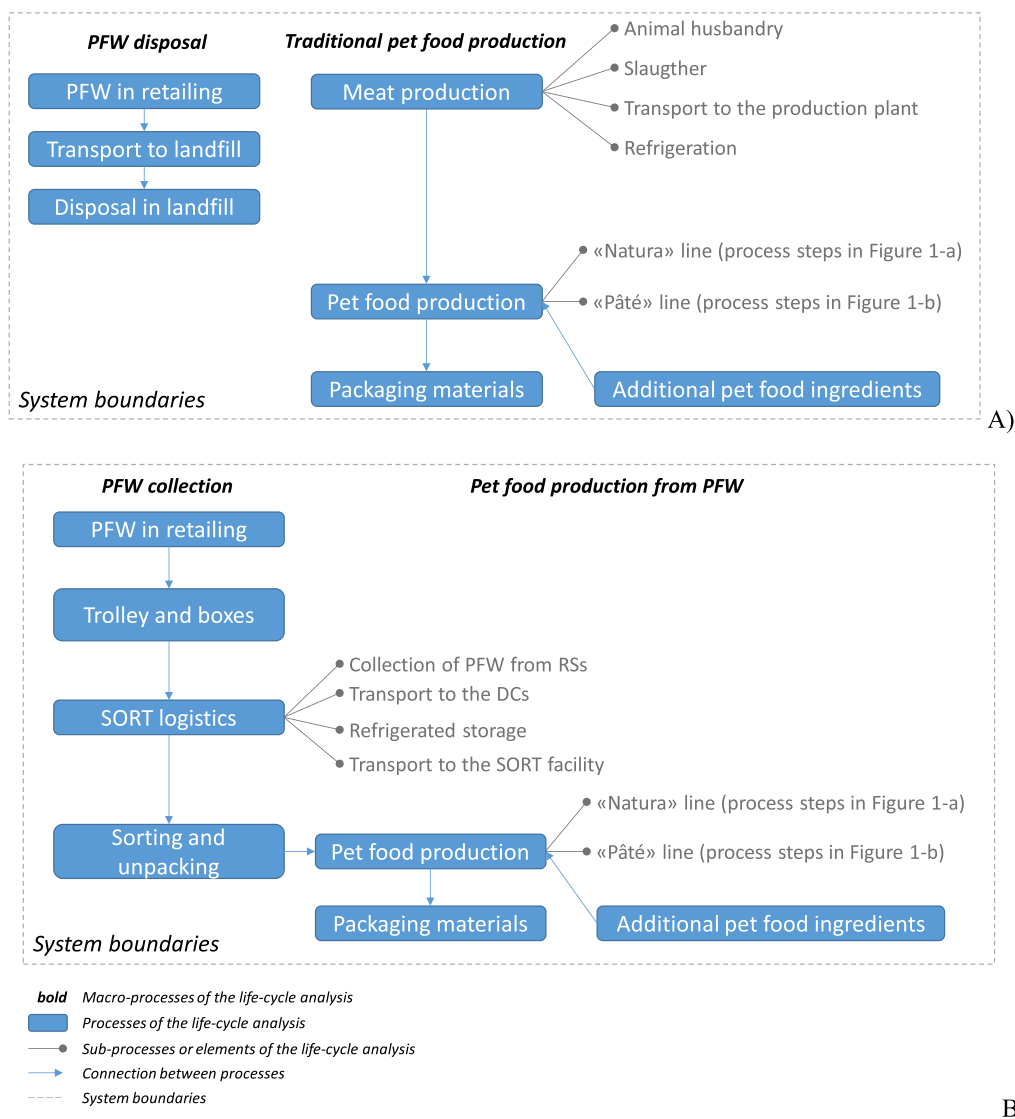 PFW disposal
Traditional pet food production
PFW in retailing
Transport to landfill
Disposal in landfill
Meat production
Animal husbandry
Slaugther
Transport to the production plant
Refrigeration
Pet food production
«Natura» line (process steps in Figure 1-a)
«Pâté» line (process steps in Figure 1-b)
Packaging materials
Additional pet food ingredients
System boundaries
A)
PFW collection
Pet food production from PFW
PFW in retailing
Trolley and boxes
SORT logistics
Collection of PFW from RSs
Transport to the DCs
Refrigerated storage
Transport to the SORT facility
Sorting and
unpacking
Pet food production
«Natura» line (process steps in Figure 1-a)
«Pâté» line (process steps in Figure 1-b)
Packaging materials
Additional pet food ingredients
System boundaries
bold Macro-processes of the life-cycle analysis
Processes of the life-cycle analysis
Sub-processes or elements of the life-cycle analysis
Connection between processes
System boundaries
B